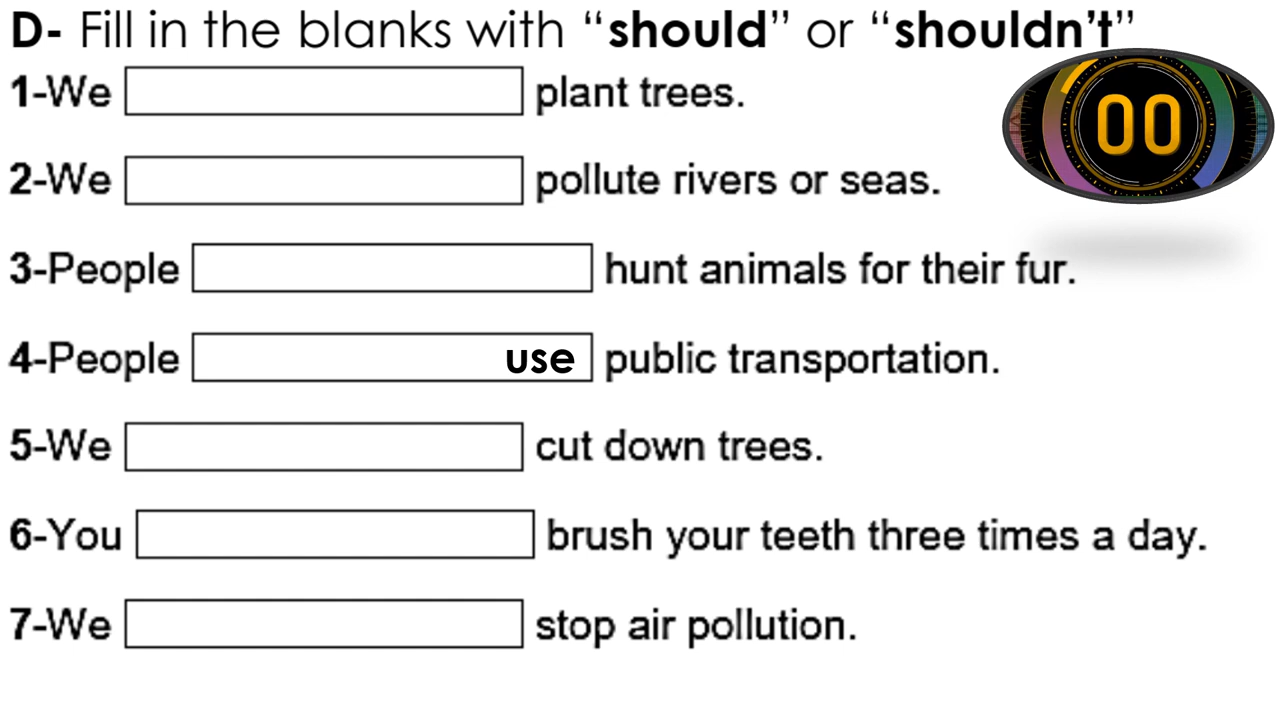 D- Fill in the blanks with “should” or “shouldn’t”
00
1-We plant trees.
2-We pollute rivers or seas.
3-People hunt animals for their fur.
4-People use public transportation.
5-We cut down trees.
6-You brush your teeth three times a day.
7-We stop air pollution.